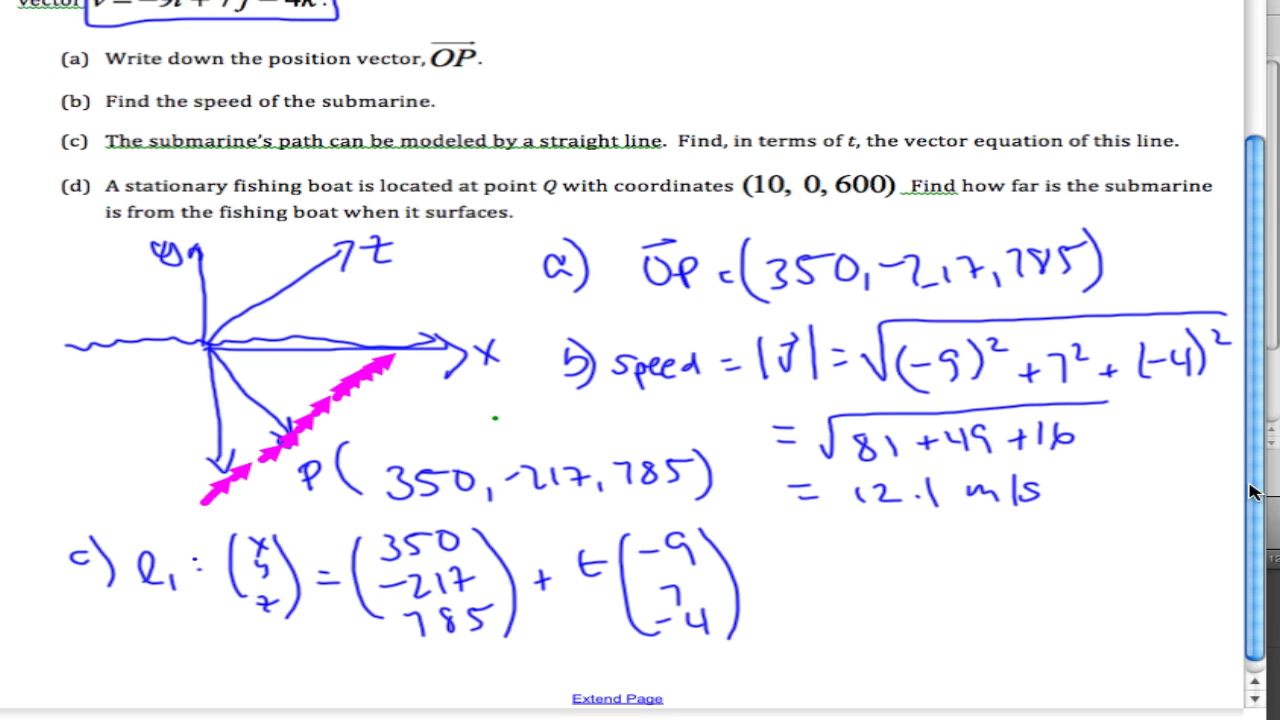 vector v = -9i + 7j - 4k.
(a) Write down the position vector, OP.
(b) Find the speed of the submarine.
(c) The submarine's path can be modeled by a straight line. Find, in terms of t, the vector equation of this line.
(d) A stationary fishing boat is located at point Q with coordinates (10, 0, 600) Find how far is the submarine
is from the fishing boat when it surfaces.
y
z
x
P(350, -217, 785)
a) OP = (350, -217, 785)
b) speed = |v| = √(-9)² + 7² + (-4)²
= √81 + 49 + 16
= 12.1 m/s
c) l₁ : (x y z) = (350 -217 785) + t(-9 7 -4)
Extend Page